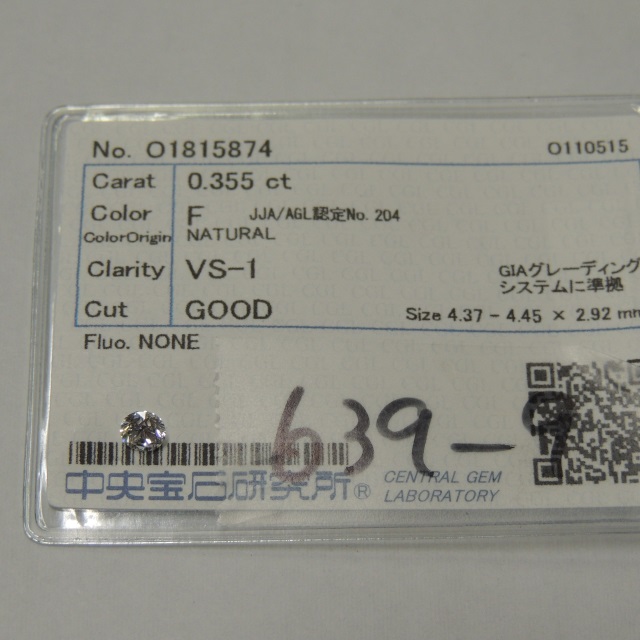 No. O1815874 O110515
Carat 0.355 ct
Color F JJA/AGL認定No. 204
ColorOrigin NATURAL
Clarity VS-1 GIAグレーディング
システムに準拠
Cut GOOD Size 4.37 - 4.45 × 2.92 mm
Fluo. NONE
639-9
中央宝石研究所® CENTRAL GEM
LABORATORY